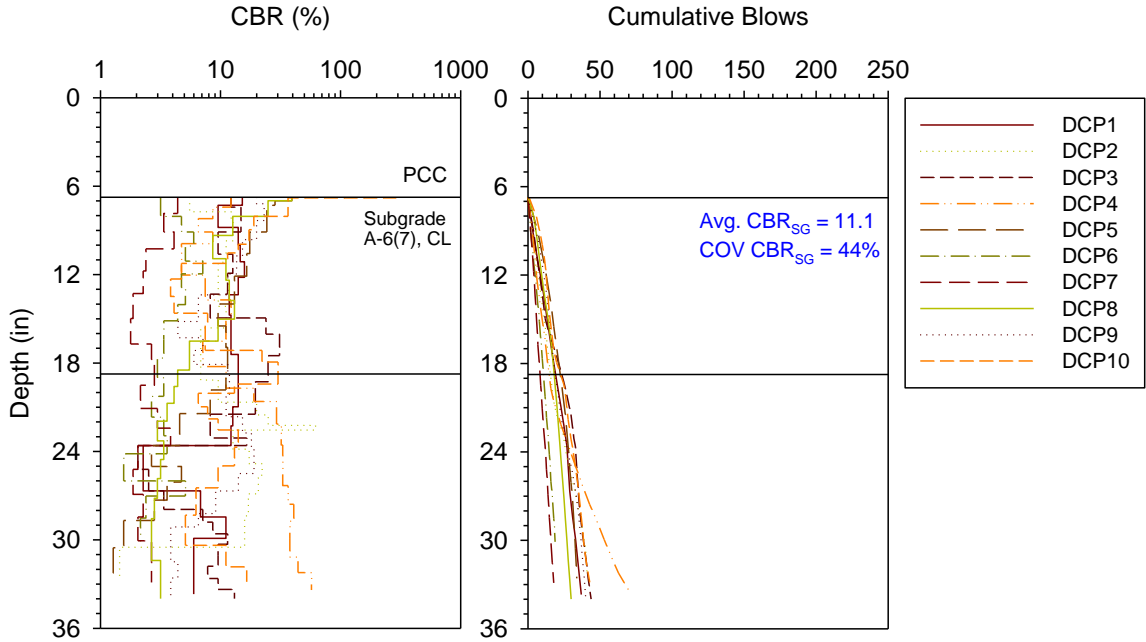 CBR (%)
1 10 100 1000
Cumulative Blows
0 50 100 150 200 250
Depth (in)
0
6
12
18
24
30
36
PCC
Subgrade
A-6(7), CL
0
6
12
18
24
30
36
Avg. CBRSG = 11.1
COV CBRSG = 44%
DCP1
DCP2
DCP3
DCP4
DCP5
DCP6
DCP7
DCP8
DCP9
DCP10